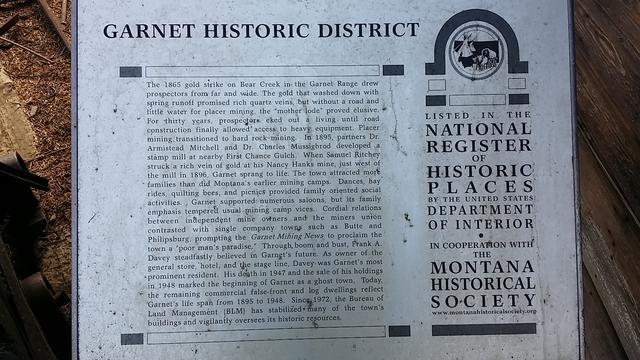 GARNET HISTORIC DISTRICT
The 1865 gold strike on Bear Creek in the Garnet Range drew
prospectors from far and wide. The gold that washed down with
spring runoff promised rich quartz veins, but without a road and
little water for placer mining, the "mother lode" proved elusive.
For thirty years, prospectors eked out a living until road
construction finally allowed access to heavy equipment. Placer
mining transitioned to hard rock mining. In 1895, partners Dr.
Armistead Mitchell and Dr. Charles Mussigbrod developed a
stamp mill at nearby First Chance Gulch. When Samuel Ritchey
struck a rich vein of gold at his Nancy Hanks mine, just west of
the mill in 1896, Garnet sprang to life. The town attracted more
families than did Montana's earlier mining camps. Dances, hay
rides, quilting bees, and picnics provided family oriented social
activities. Garnet supported numerous saloons, but its family
emphasis tempered usual mining camp vices. Cordial relations
between independent mine owners and the miners union
contrasted with single company towns such as Butte and
Philipsburg, prompting the Garnet Mining News to proclaim the
town a "poor man's paradise." Through boom and bust, Frank A.
Davey steadfastly believed in Garnet's future. As owner of the
general store, hotel, and the stage line, Davey was Garnet's most
prominent resident. His death in 1947 and the sale of his holdings
in 1948 marked the beginning of Garnet as a ghost town. Today,
the remaining commercial false-front and log dwellings reflect
Garnet's life span from 1895 to 1948. Since 1972, the Bureau of
Land Management (BLM) has stabilized many of the town's
buildings and vigilantly oversees its historic resources.
LISTED IN THE
NATIONAL
REGISTER
OF
HISTORIC
PLACES
BY THE UNITED STATES
DEPARTMENT
OF INTERIOR
IN COOPERATION WITH
THE
MONTANA
HISTORICAL
SOCIETY
www.montanahistoricalsociety.org